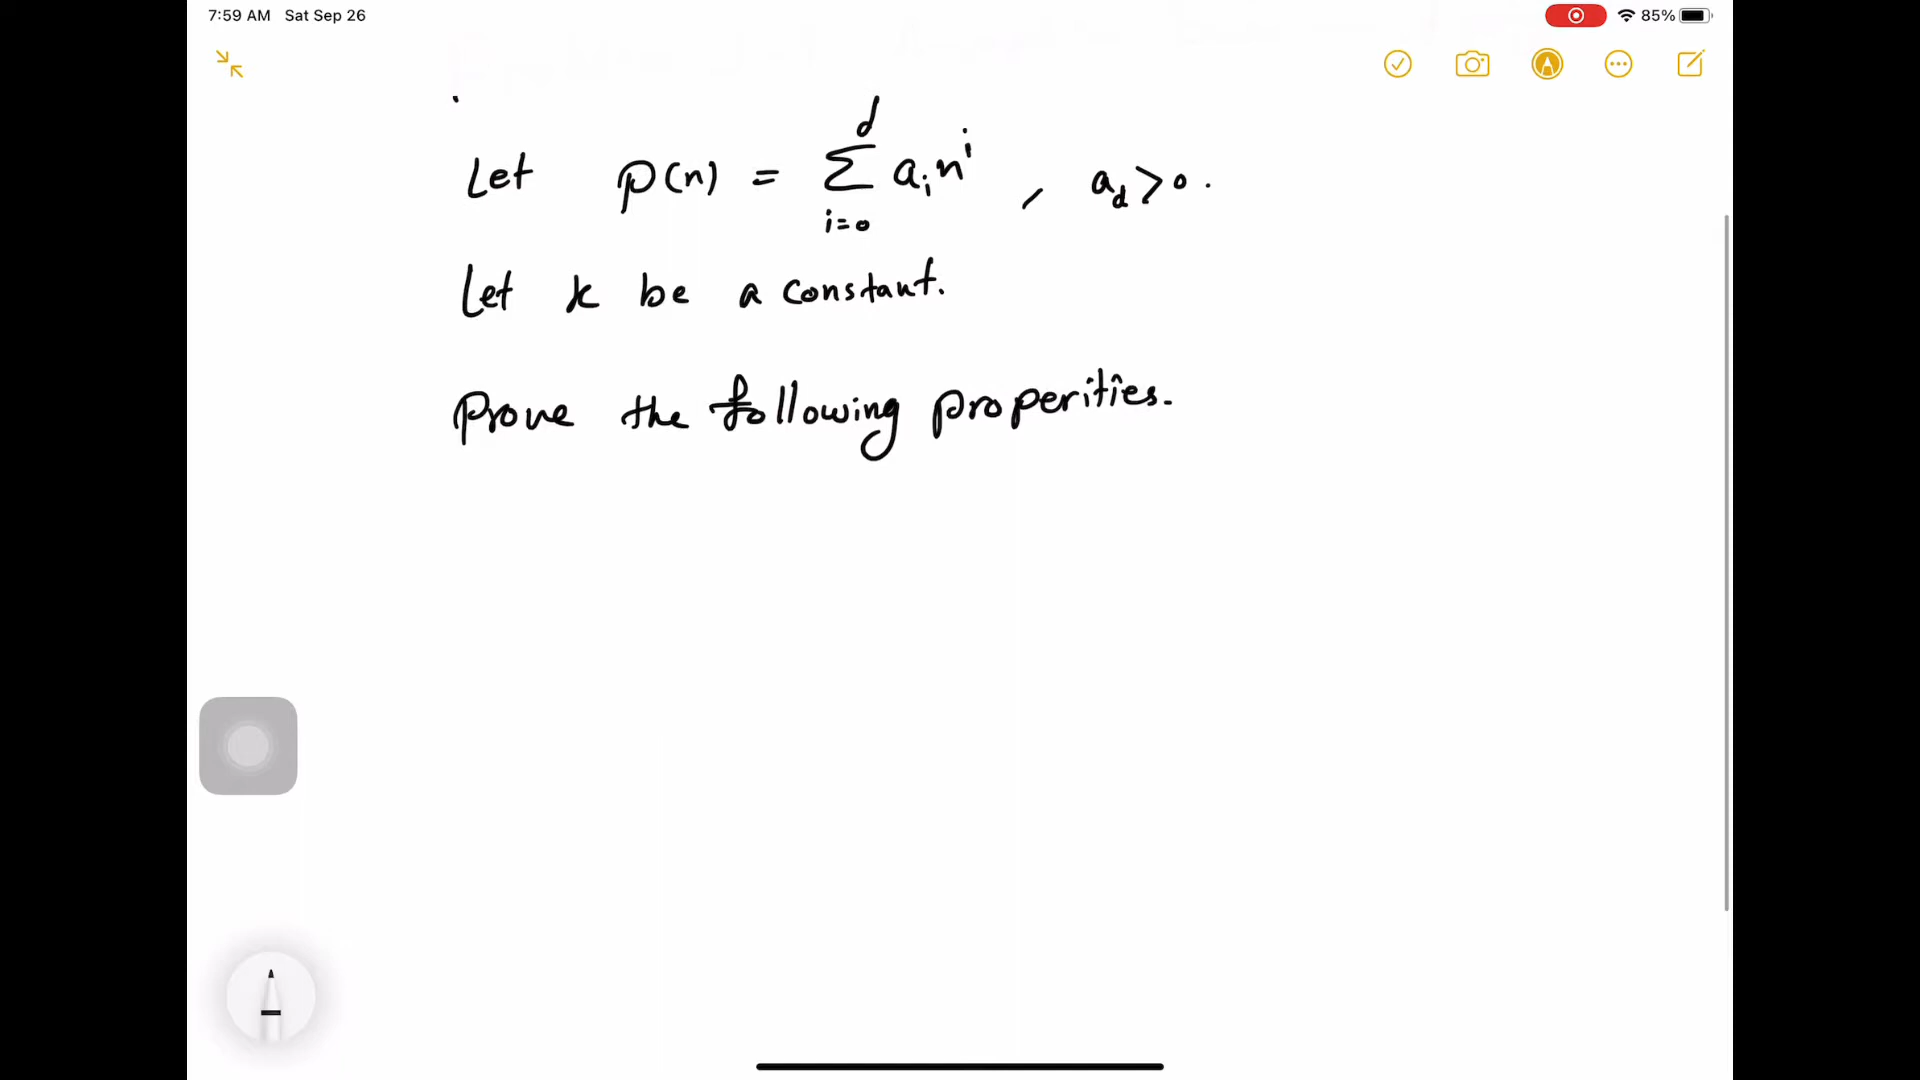 7:59 AM Sat Sep 26
85%
Let p(n) = \sum_{i=0}^{d} a_i n^i , a_d > 0.
Let k be a constant.
Prove the following properities.